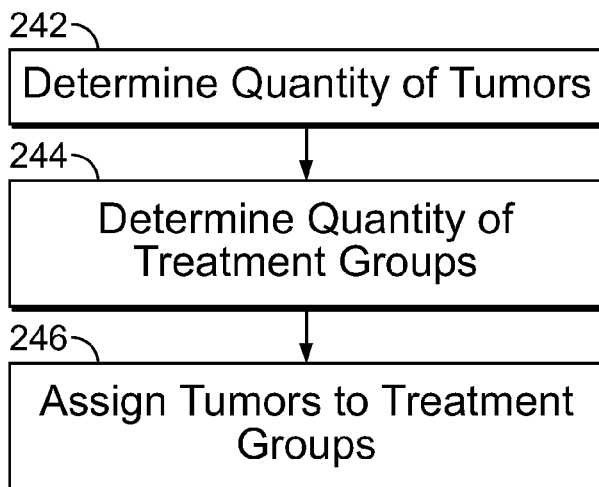 242
Determine Quantity of Tumors
244
Determine Quantity of
Treatment Groups
246
Assign Tumors to Treatment
Groups